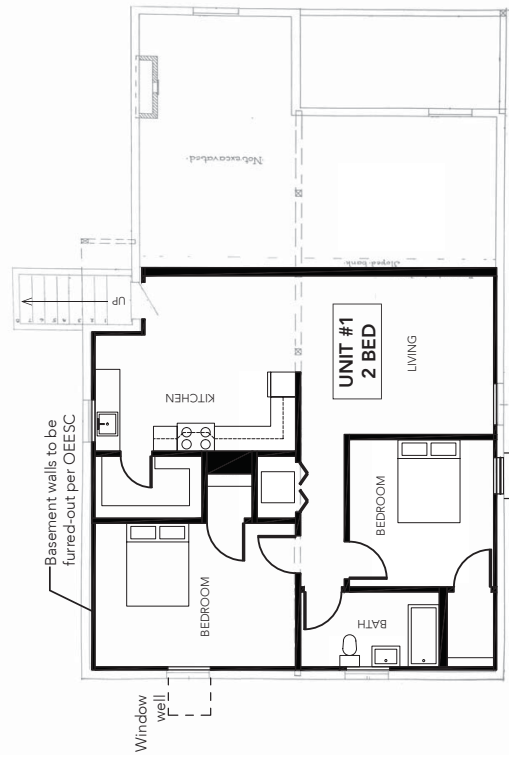 Not excavated.
Sloped bank
UP
KITCHEN
UNIT #1
2 BED
LIVING
Basement walls to be
furred-out per OEESC
BEDROOM
BEDROOM
BATH
Window
well